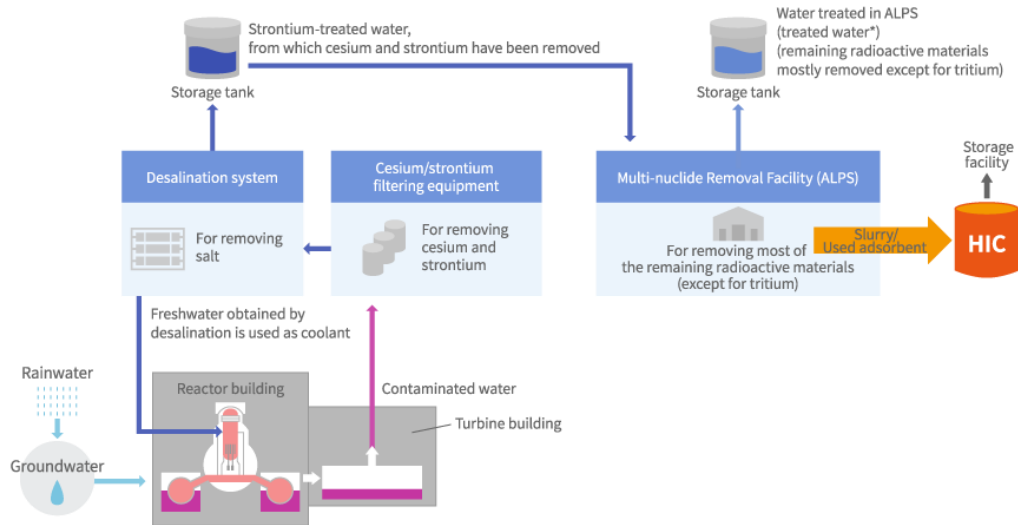 Strontium-treated water,
from which cesium and strontium have been removed
Storage tank
Water treated in ALPS
(treated water*)
(remaining radioactive materials
mostly removed except for tritium)
Storage tank
Storage
facility
Desalination system
For removing
salt
Cesium/strontium
filtering equipment
For removing
cesium and
strontium
Multi-nuclide Removal Facility (ALPS)
For removing most of
the remaining radioactive materials
(except for tritium)
Slurry/
Used adsorbent
HIC
Freshwater obtained by
desalination is used as coolant
Contaminated water
Rainwater
Groundwater
Reactor building
Turbine building